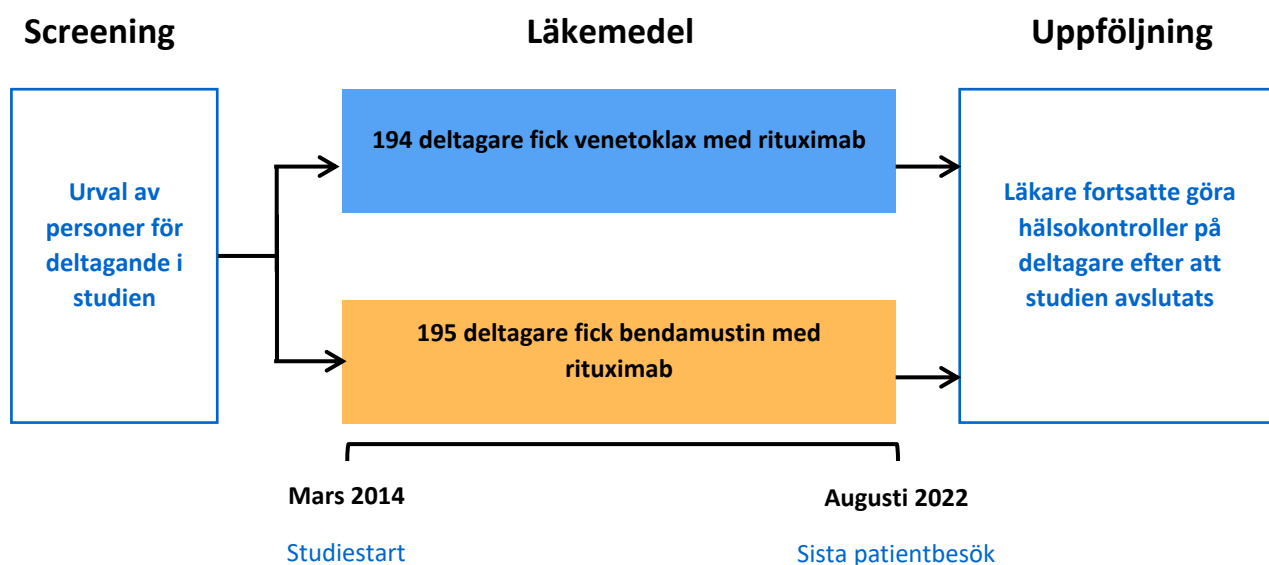 Screening
Läkemedel
Uppföljning
Urval av
personer för
deltagande i
studien
194 deltagare fick venetoklax med rituximab
195 deltagare fick bendamustin med
rituximab
Läkare fortsatte göra
hälsokontroller på
deltagare efter att
studien avslutats
Mars 2014
Augusti 2022
Studiestart
Sista patientbesök